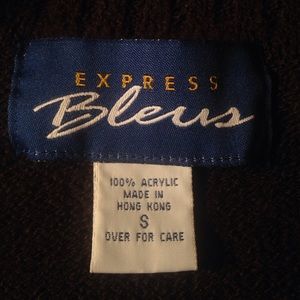 EXPRESS
Bleus
100% ACRYLIC
MADE IN
HONG KONG
S
OVER FOR CARE